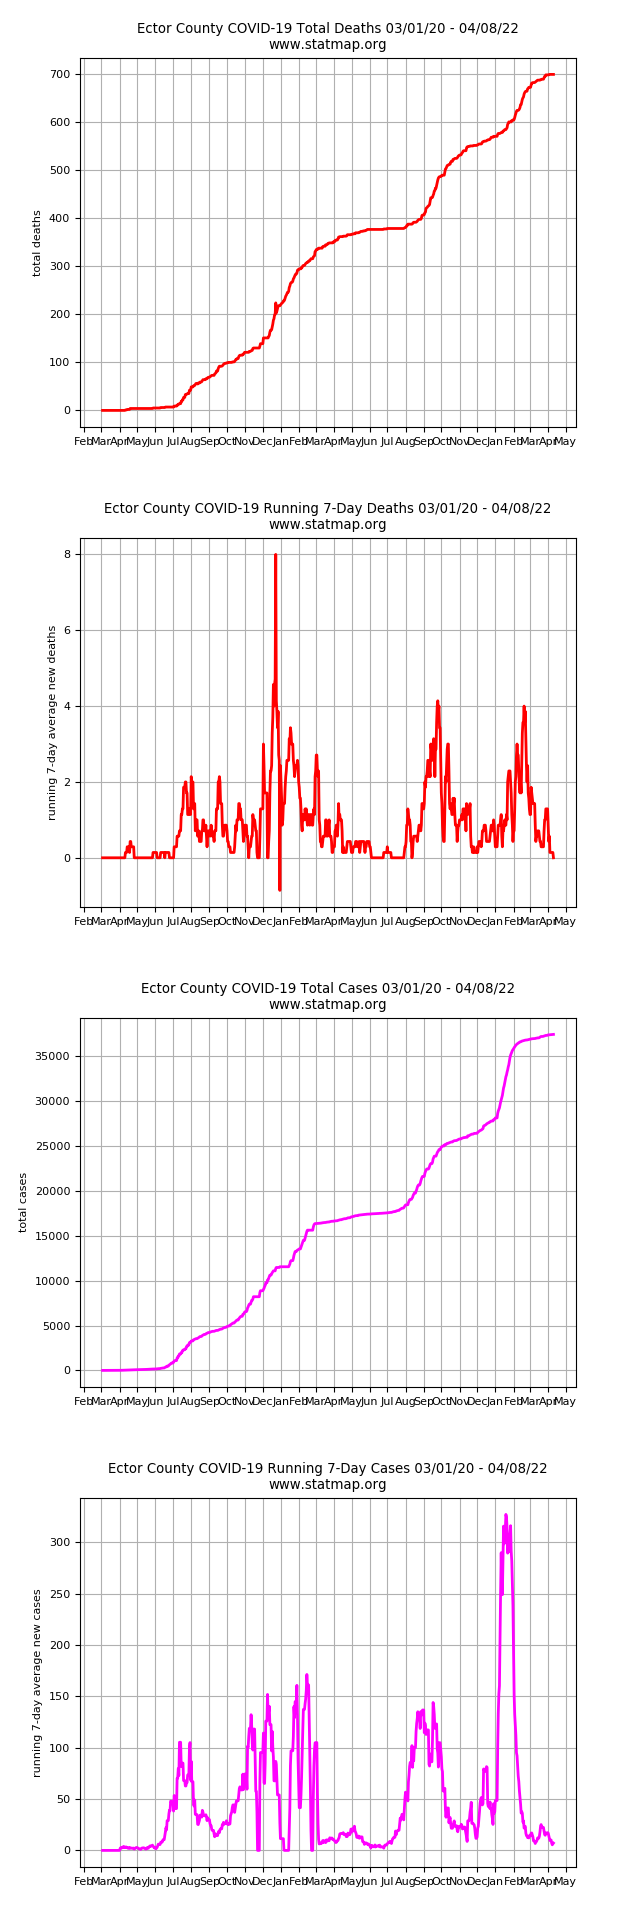 Ector County COVID-19 Total Deaths 03/01/20 - 04/08/22
www.statmap.org
700
600
500
400
300
200
100
0
total deaths
Feb Mar Apr May Jun Jul Aug Sep Oct Nov Dec Jan Feb Mar Apr May Jun Jul Aug Sep Oct Nov Dec Jan Feb Mar Apr May
Ector County COVID-19 Running 7-Day Deaths 03/01/20 - 04/08/22
www.statmap.org
8
6
4
2
0
running 7-day average new deaths
Feb Mar Apr May Jun Jul Aug Sep Oct Nov Dec Jan Feb Mar Apr May Jun Jul Aug Sep Oct Nov Dec Jan Feb Mar Apr May
Ector County COVID-19 Total Cases 03/01/20 - 04/08/22
www.statmap.org
35000
30000
25000
20000
15000
10000
5000
0
total cases
Feb Mar Apr May Jun Jul Aug Sep Oct Nov Dec Jan Feb Mar Apr May Jun Jul Aug Sep Oct Nov Dec Jan Feb Mar Apr May
Ector County COVID-19 Running 7-Day Cases 03/01/20 - 04/08/22
www.statmap.org
300
250
200
150
100
50
0
running 7-day average new cases
Feb Mar Apr May Jun Jul Aug Sep Oct Nov Dec Jan Feb Mar Apr May Jun Jul Aug Sep Oct Nov Dec Jan Feb Mar Apr May